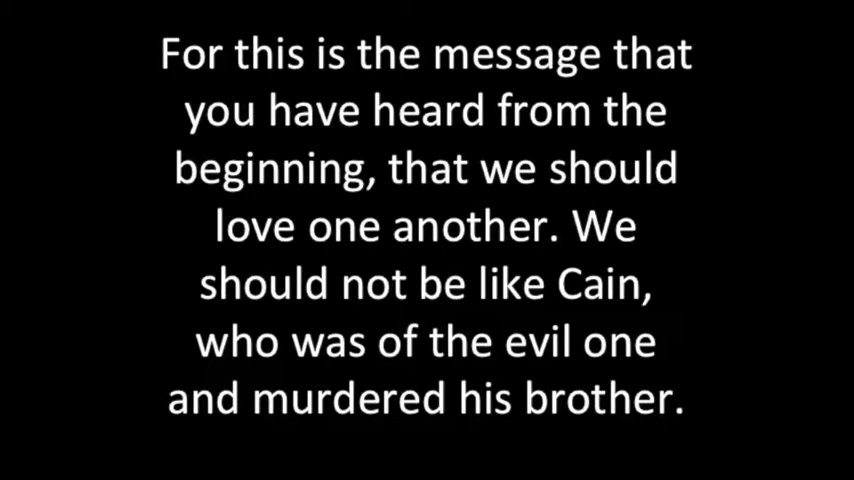 For this is the message that
you have heard from the
beginning, that we should
love one another. We
should not be like Cain,
who was of the evil one
and murdered his brother.